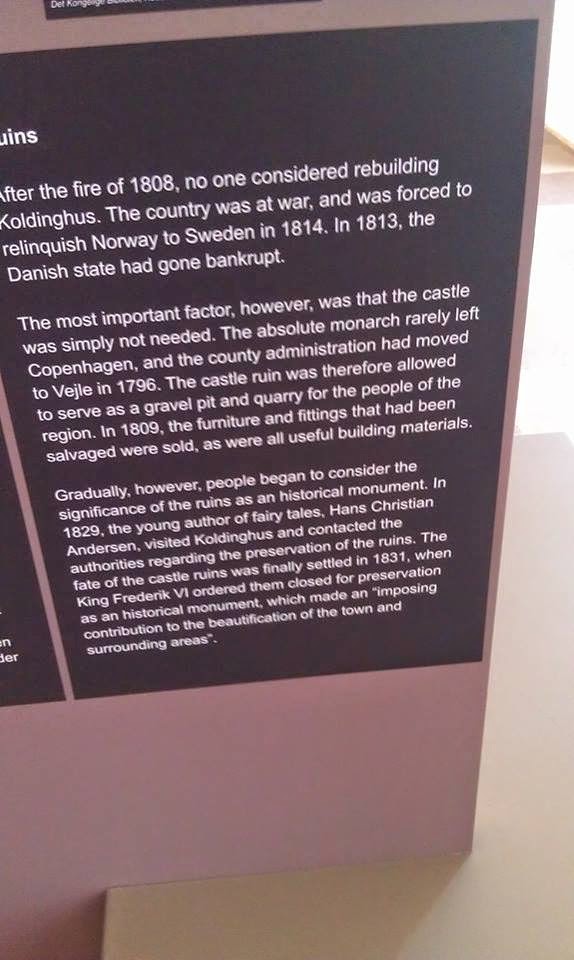 Det Kongelige
uins
After the fire of 1808, no one considered rebuilding
Koldinghus. The country was at war, and was forced to
relinquish Norway to Sweden in 1814. In 1813, the
Danish state had gone bankrupt.
The most important factor, however, was that the castle
was simply not needed. The absolute monarch rarely left
Copenhagen, and the county administration had moved
to Vejle in 1796. The castle ruin was therefore allowed
to serve as a gravel pit and quarry for the people of the
region. In 1809, the furniture and fittings that had been
salvaged were sold, as were all useful building materials.
Gradually, however, people began to consider the
significance of the ruins as an historical monument. In
1829, the young author of fairy tales, Hans Christian
Andersen, visited Koldinghus and contacted the
authorities regarding the preservation of the ruins. The
fate of the castle ruins was finally settled in 1831, when
King Frederik VI ordered them closed for preservation
as an historical monument, which made an “imposing
contribution to the beautification of the town and
surrounding areas”.
en
der